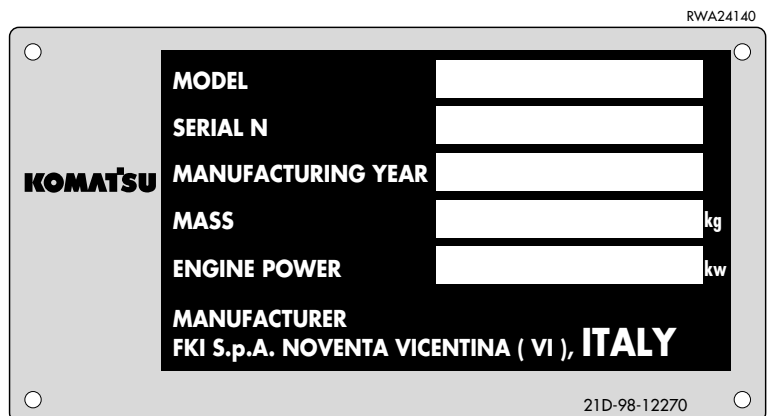 RWA24140
MODEL
SERIAL N
KOMATSU
MANUFACTURING YEAR
MASS kg
ENGINE POWER kw
MANUFACTURER
FKI S.p.A. NOVENTA VICENTINA ( VI ), ITALY
21D-98-12270